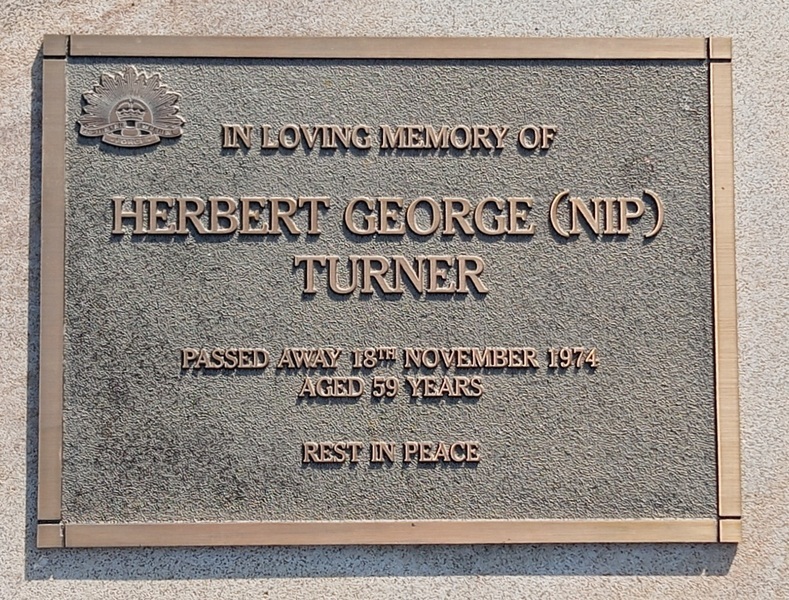 IN LOVING MEMORY OF
HERBERT GEORGE (NIP)
TURNER
PASSED AWAY 18TH NOVEMBER 1974
AGED 59 YEARS
REST IN PEACE